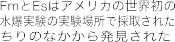 FmとEsはアメリカの世界初の
水爆実験の実験場所で採取された
ちりのなかから発見された